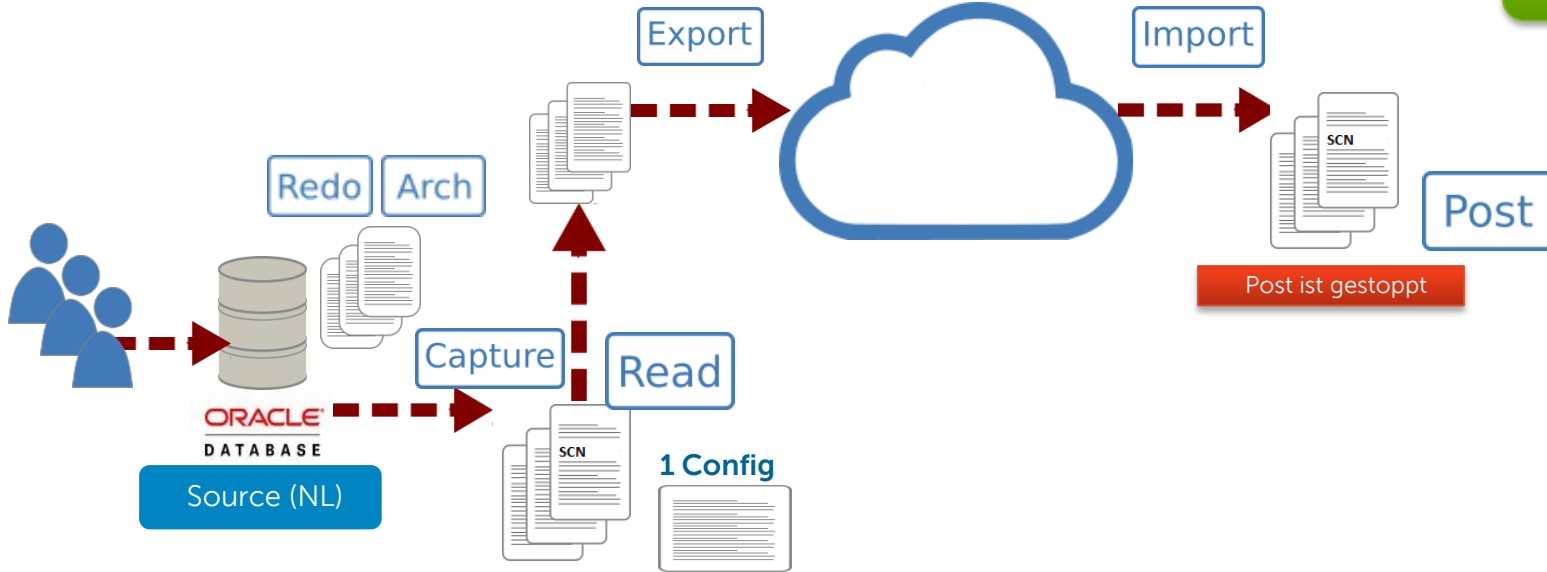 Export
Import
SCN
Redo
Arch
Post
Post ist gestoppt
Capture
Read
ORACLE®
DATABASE
SCN
1 Config
Source (NL)